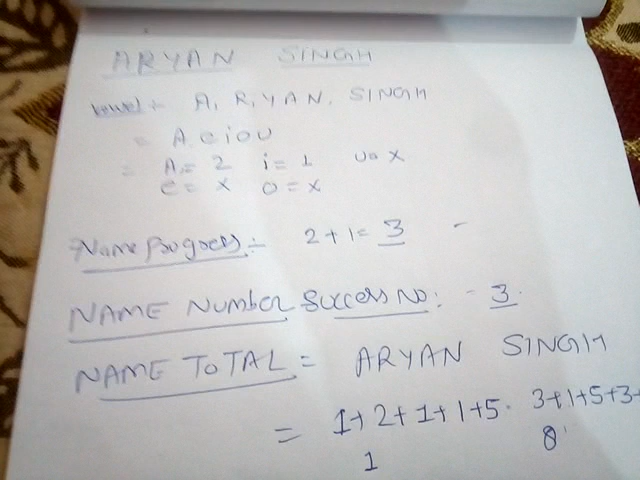 ARYAN SINGH
vowel :- A, R, Y A N, SINGH
= A e i o u
= A = 2 i = 1 u = x
e = x o = x
Name Progress :- 2 + 1 = 3 -
NAME Number Success No: - 3.
NAME ToTAL = ARYAN SINGH
= 1 + 2 + 1 + 1 + 5 . 3 + 1 + 5 + 3 +
1 8